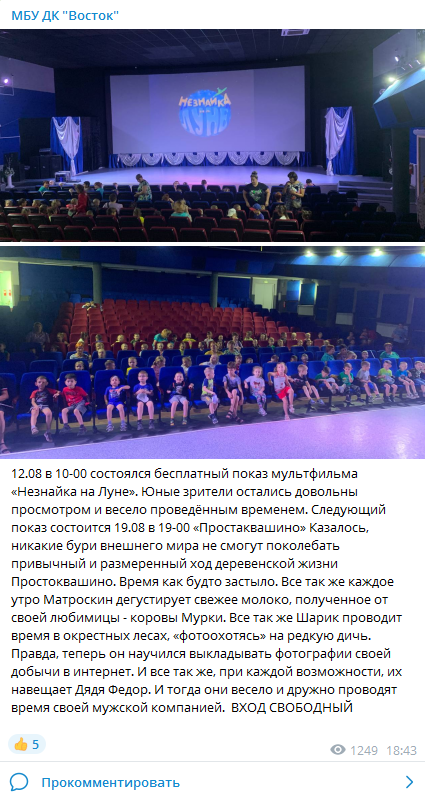 МБУ ДК "Восток"
НЕЗНАЙКА
НА
ЛУНЕ
12.08 в 10-00 состоялся бесплатный показ мультфильма
«Незнайка на Луне». Юные зрители остались довольны
просмотром и весело проведённым временем. Следующий
показ состоится 19.08 в 19-00 «Простаквашино» Казалось,
никакие бури внешнего мира не смогут поколебать
привычный и размеренный ход деревенской жизни
Простоквашино. Время как будто застыло. Все так же каждое
утро Матроскин дегустирует свежее молоко, полученное от
своей любимицы - коровы Мурки. Все так же Шарик проводит
время в окрестных лесах, «фотоохотясь» на редкую дичь.
Правда, теперь он научился выкладывать фотографии своей
добычи в интернет. И все так же, при каждой возможности, их
навещает Дядя Федор. И тогда они весело и дружно проводят
время своей мужской компанией. ВХОД СВОБОДНЫЙ
5
1249 18:43
Прокомментировать